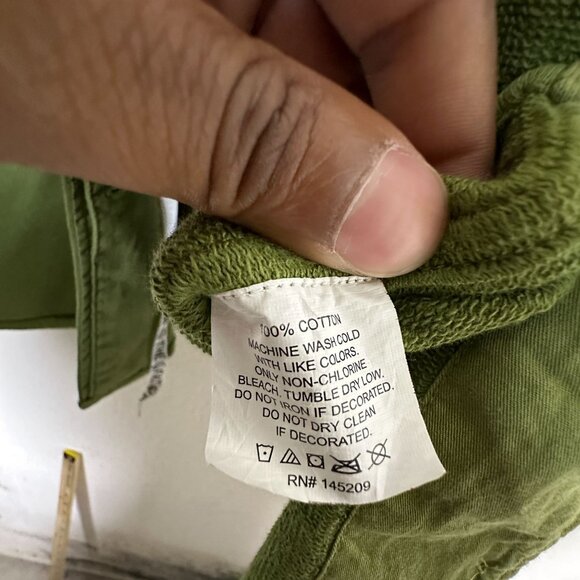 100% COTTON
MACHINE WASH COLD
WITH LIKE COLORS.
ONLY NON-CHLORINE
BLEACH. TUMBLE DRY LOW.
DO NOT IRON IF DECORATED.
DO NOT DRY CLEAN
IF DECORATED.
RN# 145209